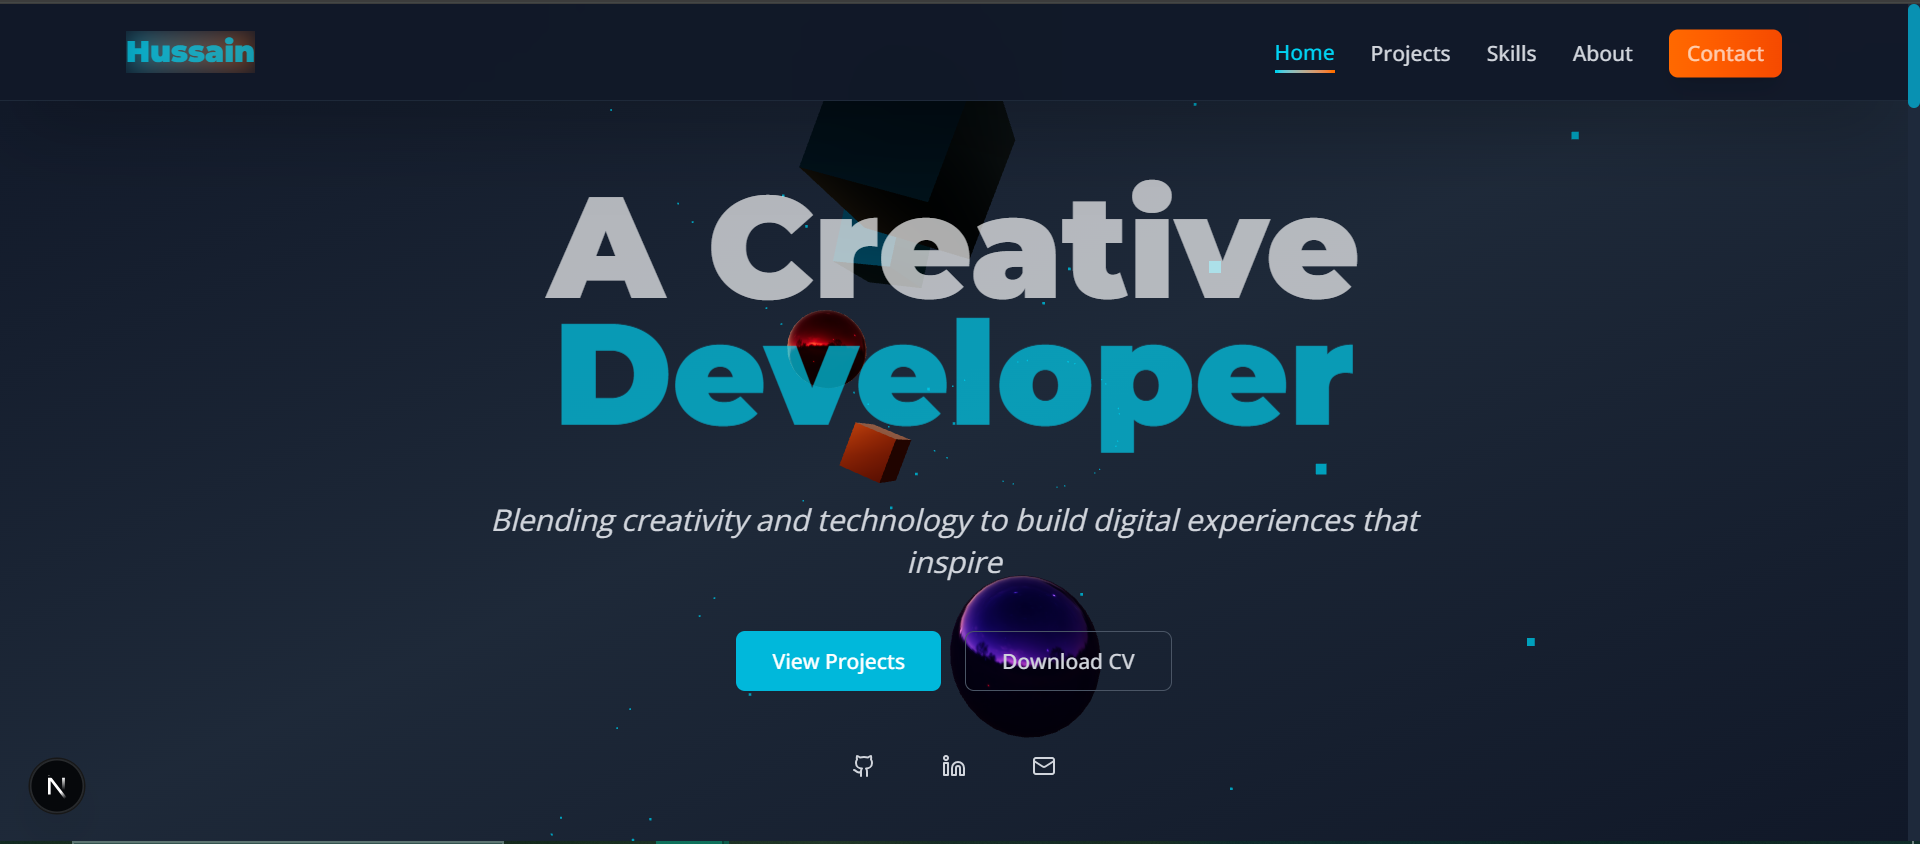 Hussain
Home Projects Skills About Contact
A Creative
Developer
Blending creativity and technology to build digital experiences that
inspire
View Projects Download CV
N